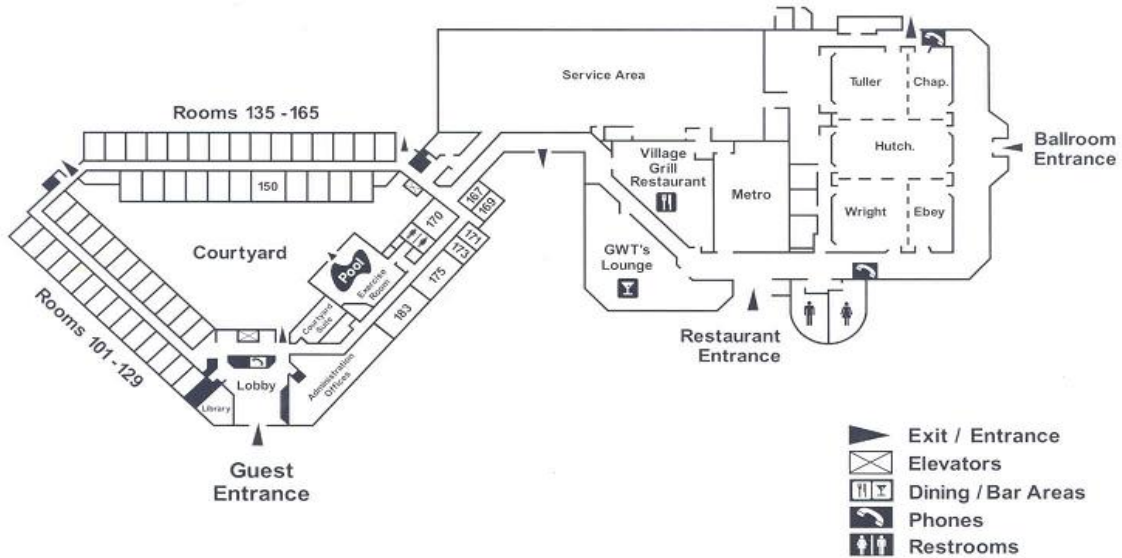 Service Area
Tuller
Chap.
Rooms 135 - 165
Hutch.
Ballroom
Entrance
Village
Grill
Restaurant
150
167
169
Metro
170
Wright
Ebey
Courtyard
171
173
GWT's
Lounge
Pool
175
Exercise
Room
183
Courtyard
Suite
Rooms 101 - 129
Restaurant
Entrance
Administration
Offices
Lobby
Library
Guest
Entrance
Exit / Entrance
Elevators
Dining / Bar Areas
Phones
Restrooms